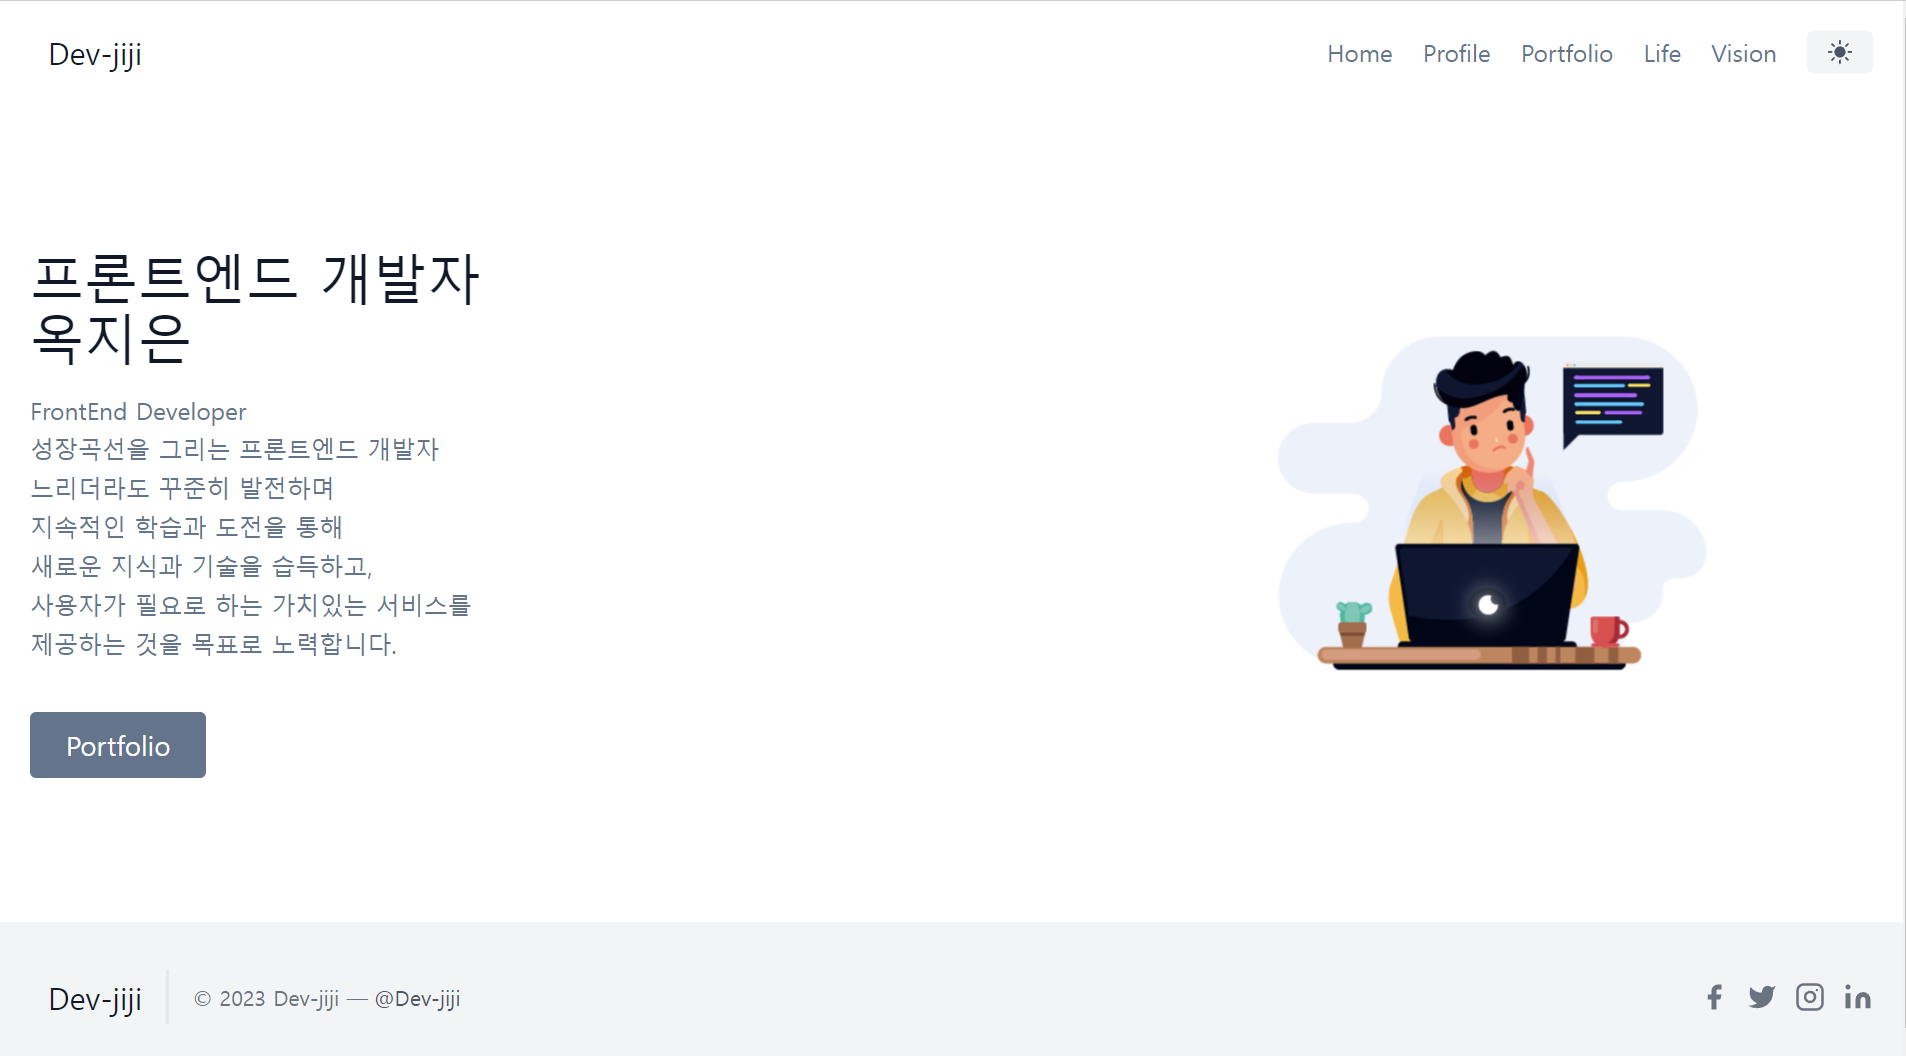 Dev-jiji
Home Profile Portfolio Life Vision
프론트엔드 개발자
옥지은
FrontEnd Developer
성장곡선을 그리는 프론트엔드 개발자
느리더라도 꾸준히 발전하며
지속적인 학습과 도전을 통해
새로운 지식과 기술을 습득하고,
사용자가 필요로 하는 가치있는 서비스를
제공하는 것을 목표로 노력합니다.
Portfolio
Dev-jiji
© 2023 Dev-jiji — @Dev-jiji